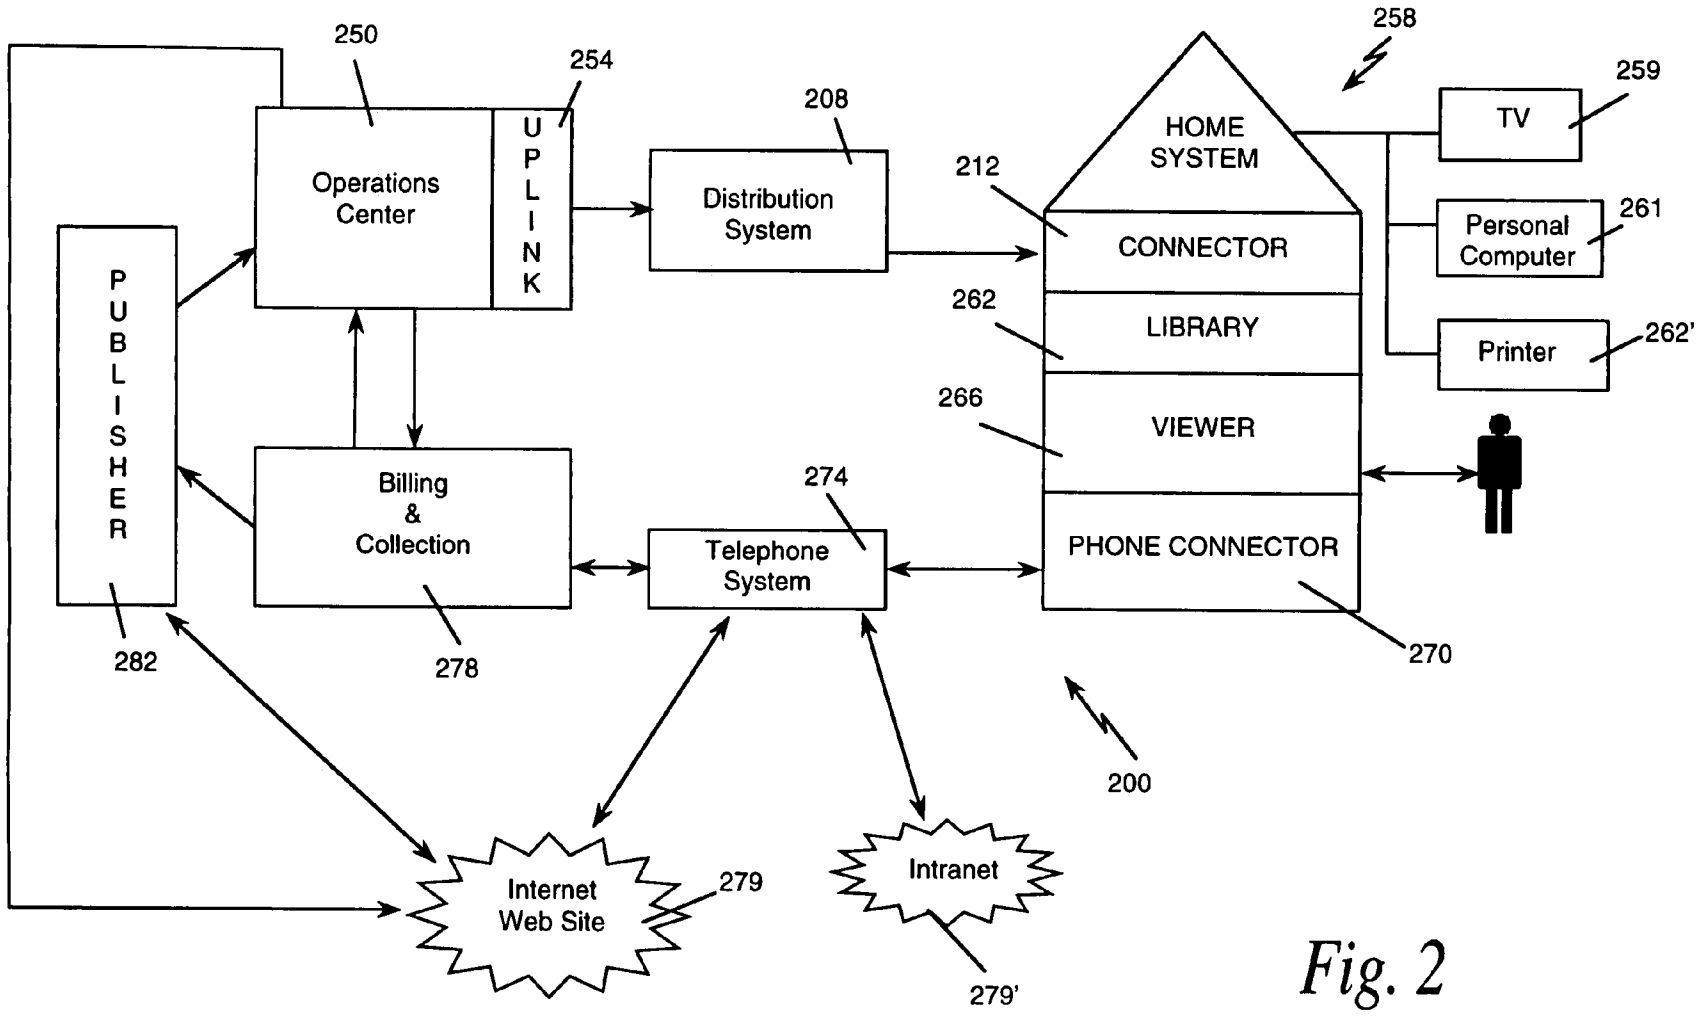 258
250
254
259
208
U
P
L
I
N
K
TV
HOME
SYSTEM
212
Operations
Center
Distribution
System
261
Personal
Computer
CONNECTOR
P
U
B
L
I
S
H
E
R
262
LIBRARY
262'
Printer
266
VIEWER
Billing
&
Collection
274
Telephone
System
PHONE CONNECTOR
282
278
270
200
Intranet
Internet
Web Site
279
279'
Fig. 2